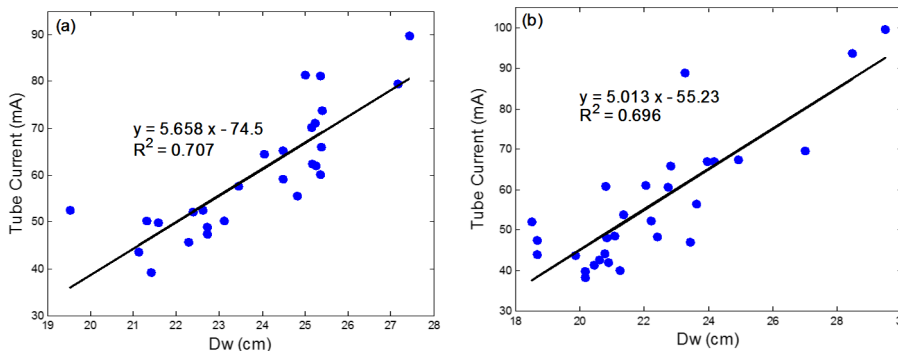 (a)
y = 5.658 x - 74.5
R² = 0.707
Tube Current (mA)
90
80
70
60
50
40
30
19 20 21 22 23 24 25 26 27 28
Dw (cm)
(b)
y = 5.013 x - 55.23
R² = 0.696
Tube Current (mA)
100
90
80
70
60
50
40
30
18 20 22 24 26 28 30
Dw (cm)